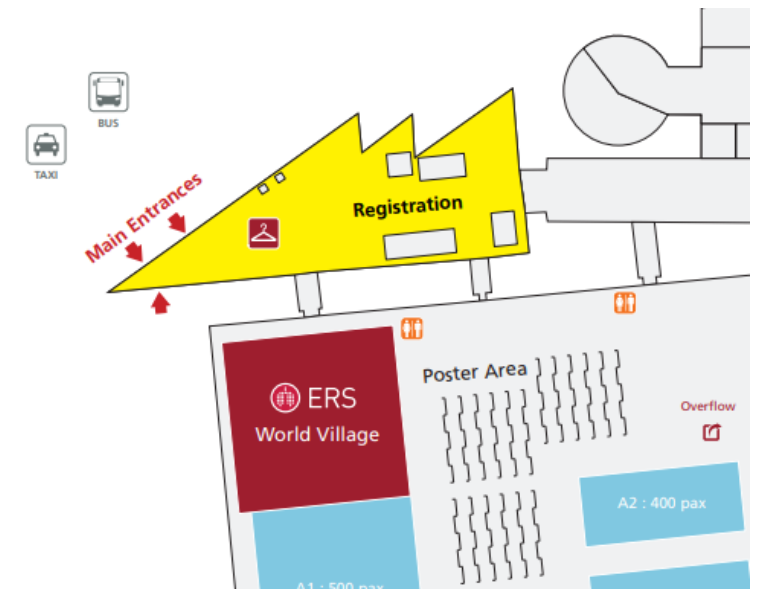 BUS
TAXI
Main Entrances
Registration
ERS
World Village
Poster Area
Overflow
A2 : 400 pax
A1 : 500 pax